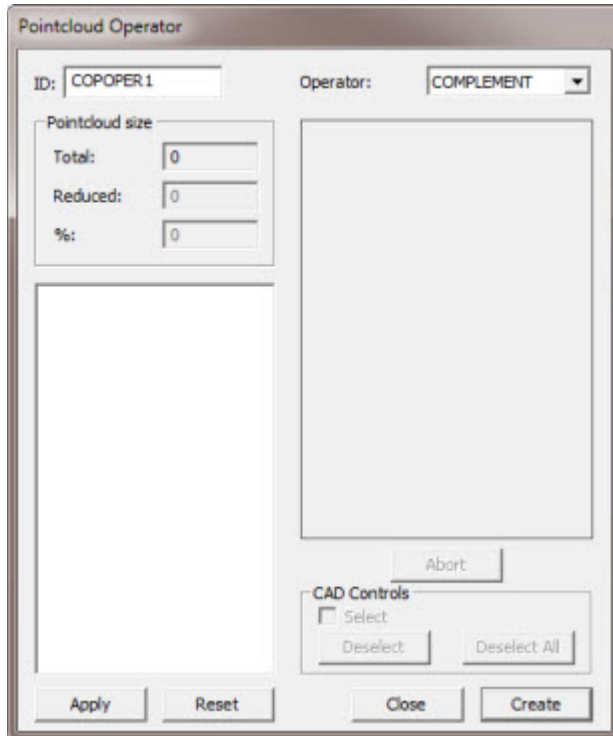 Pointcloud Operator
ID: COPOPER1
Operator: COMPLEMENT
Pointcloud size
Total: 0
Reduced: 0
%: 0
Abort
CAD Controls
Select
Deselect Deselect All
Apply Reset Close Create